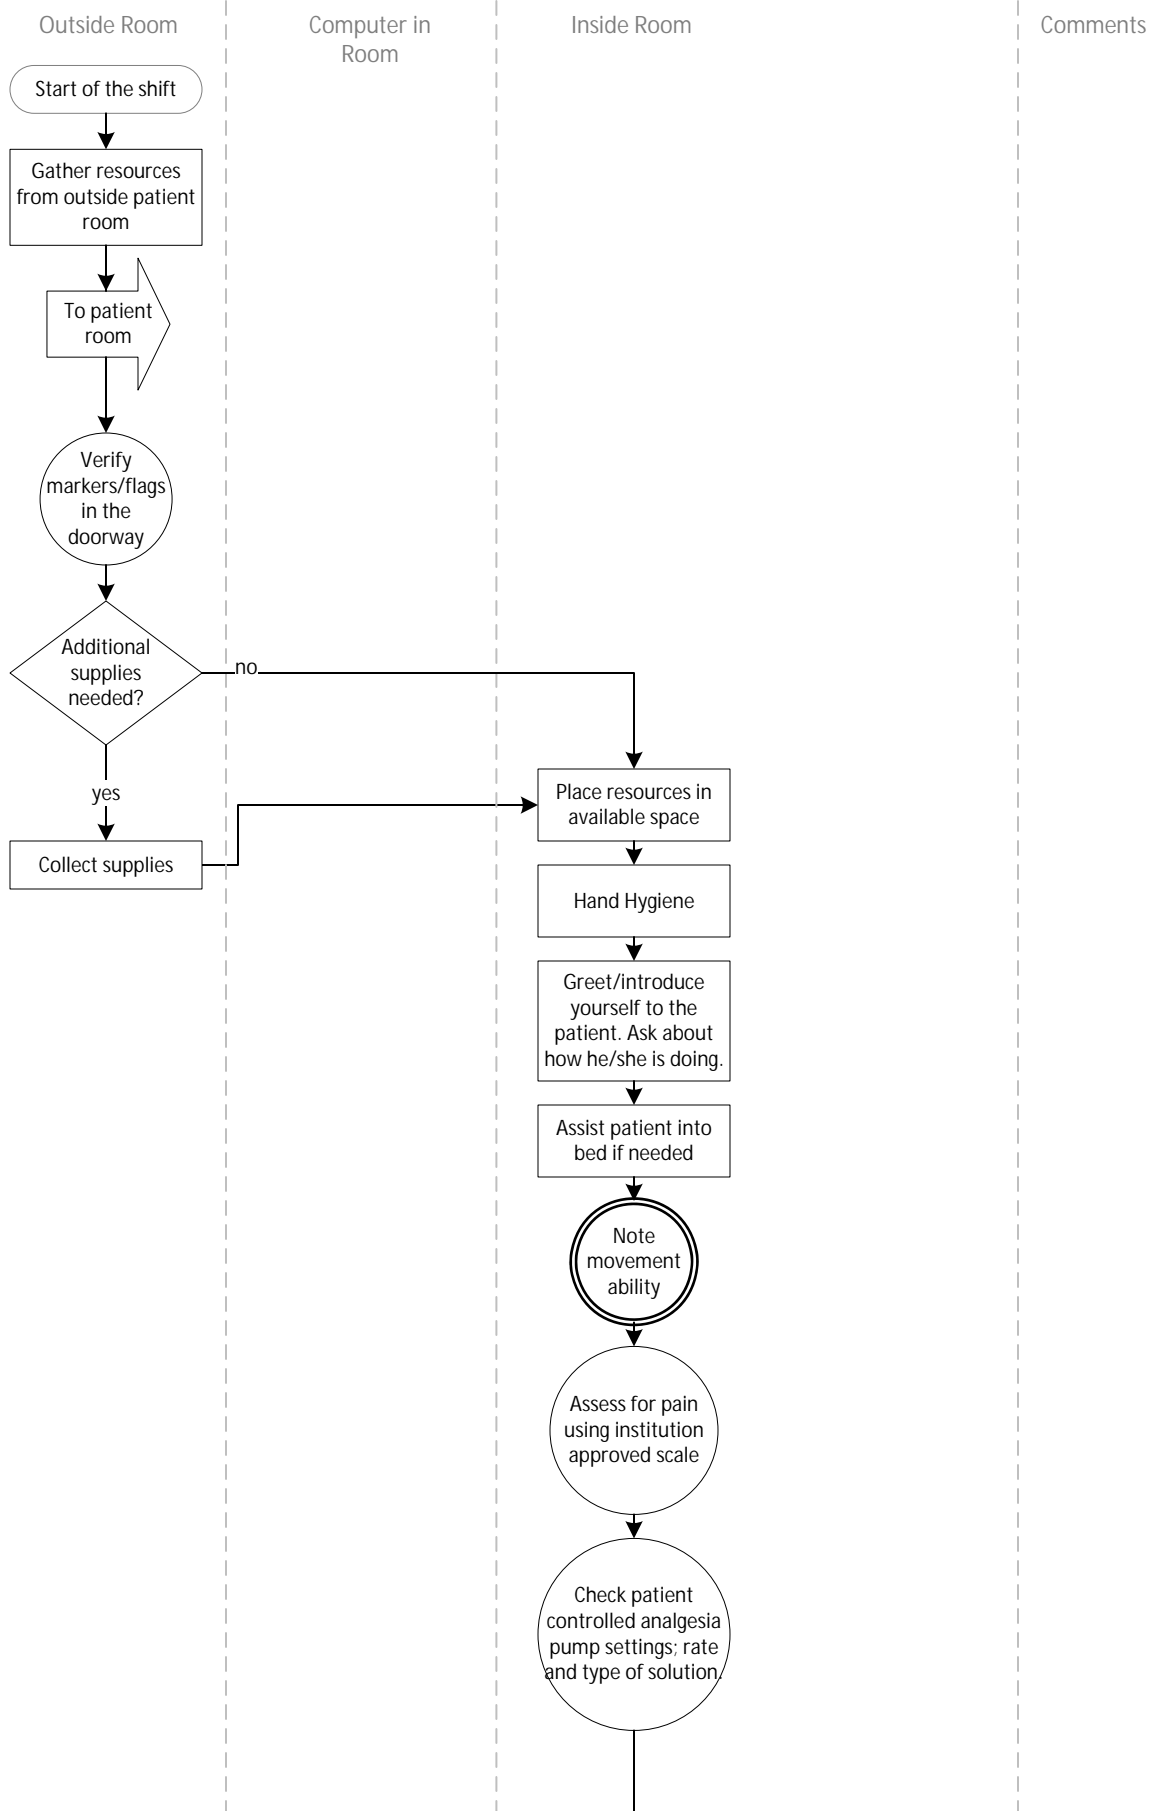 Outside Room
Computer in
Room
Inside Room
Comments
Start of the shift
Gather resources
from outside patient
room
To patient
room
Verify
markers/flags
in the
doorway
Additional
supplies
needed?
no
yes
Collect supplies
Place resources in
available space
Hand Hygiene
Greet/introduce
yourself to the
patient. Ask about
how he/she is doing.
Assist patient into
bed if needed
Note
movement
ability
Assess for pain
using institution
approved scale
Check patient
controlled analgesia
pump settings; rate
and type of solution.